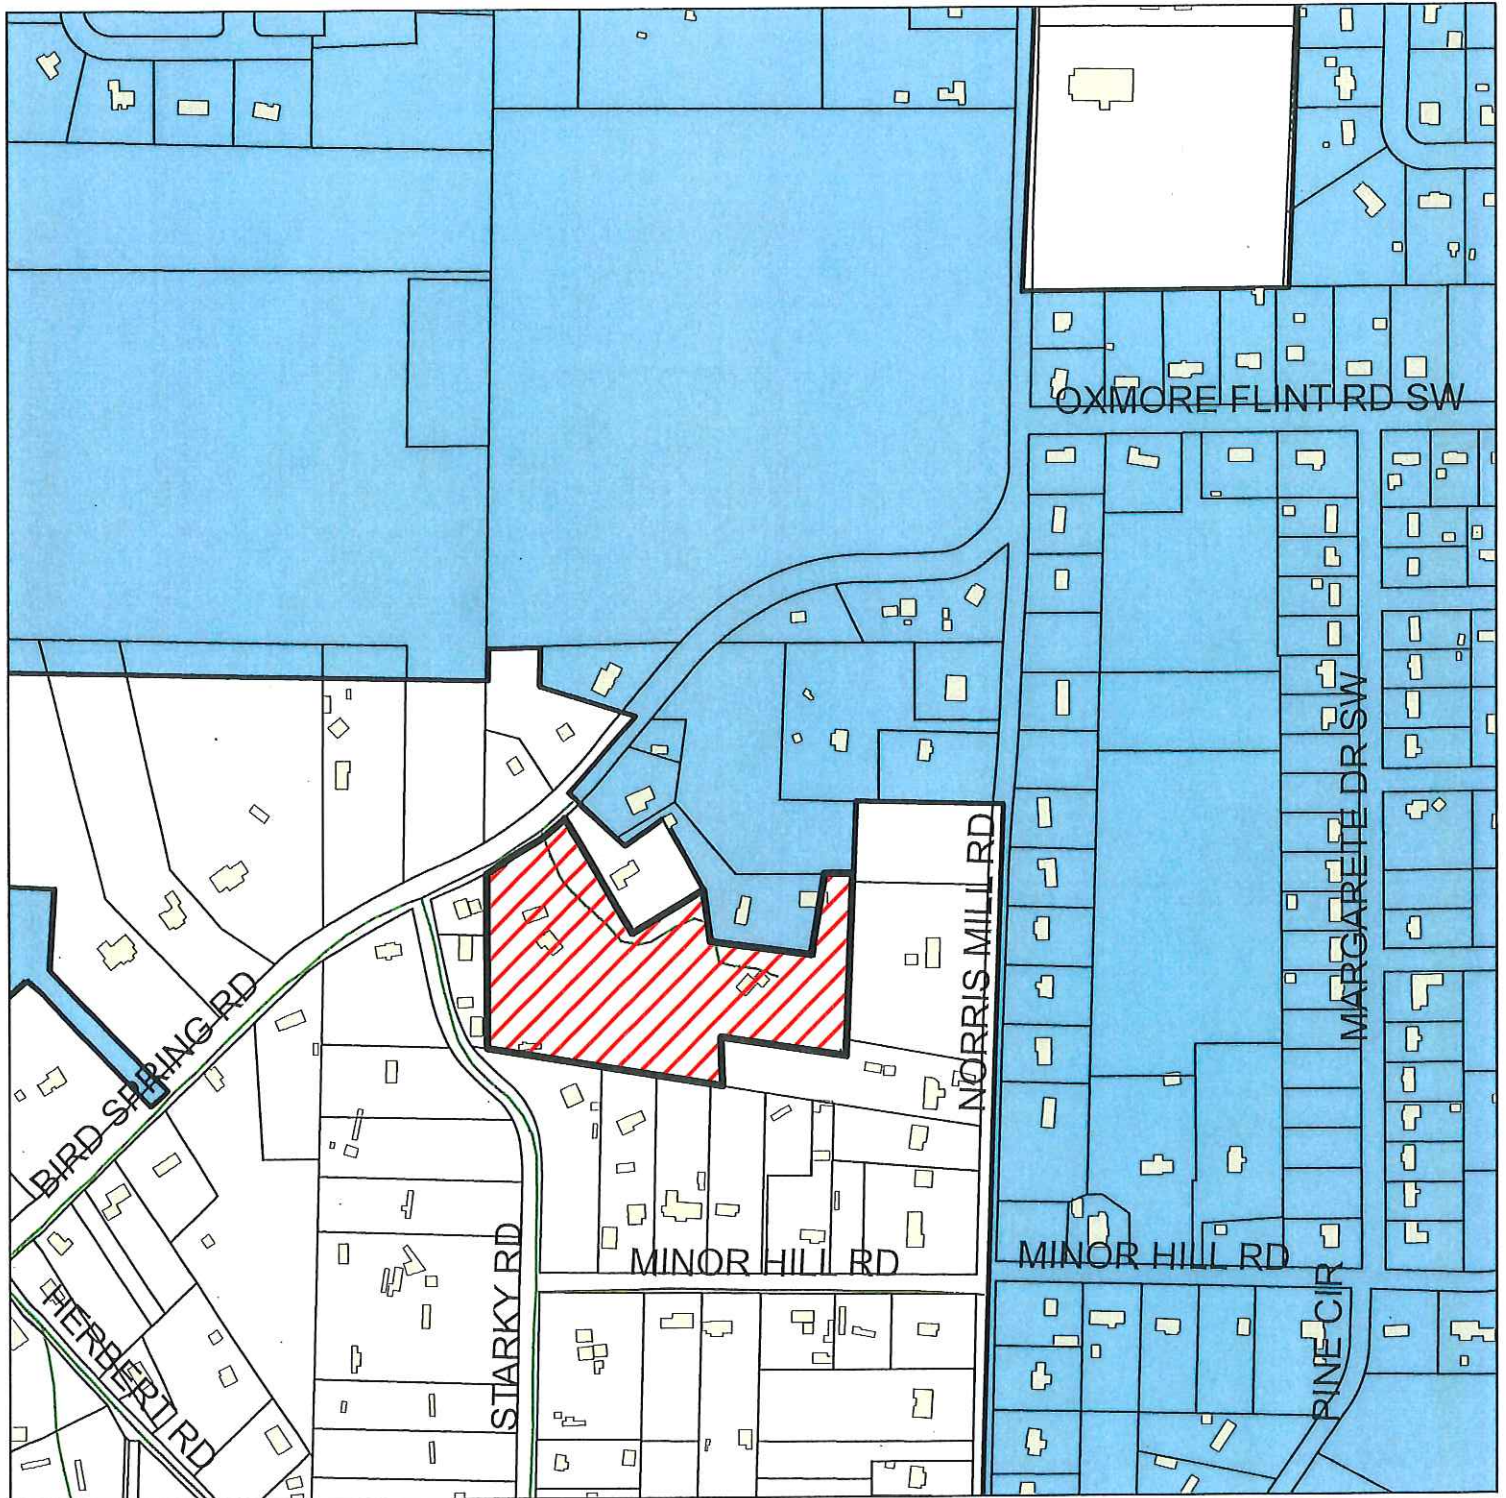 OXMORE FLINT RD SW
MARGARETE DR SW
NORRIS MILL RD
BIRD SPRING RD
STARKY RD
MINOR HILL RD
MINOR HILL RD
PINE CIR
HERBERT RD